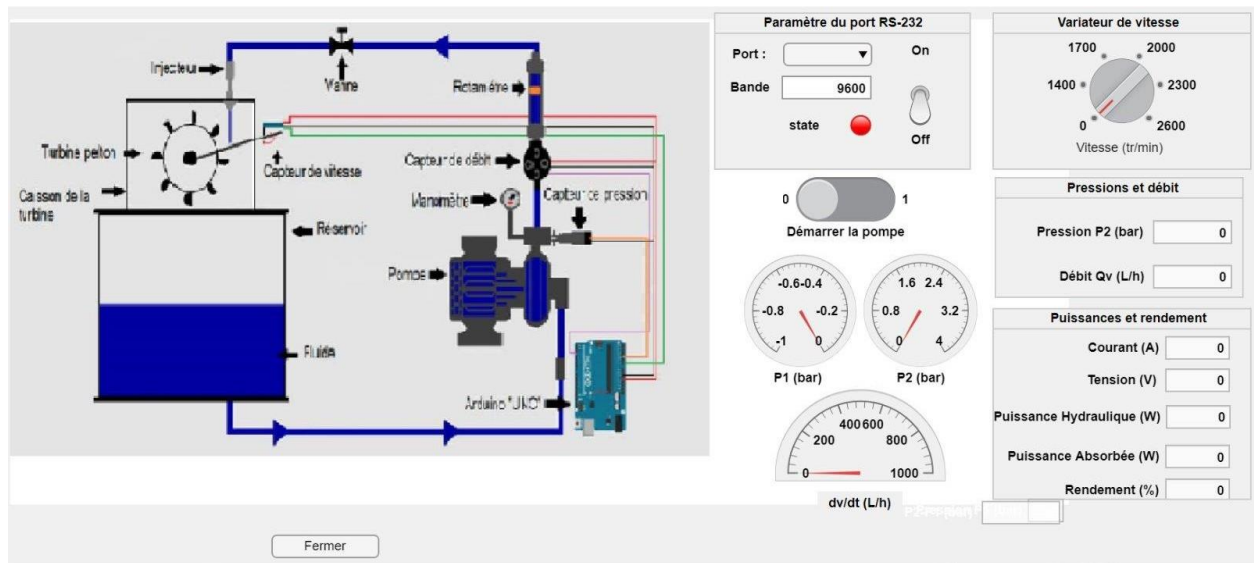 Injecteur
Vanne
Rotamétre
Turbine pelton
Capteur de vitesse
Capteur de débit
Caisson de la
turbine
Manomètre
Capteur de pression
Réservoir
Pompe
Fluide
Arduino "UNO"
Fermer
Paramètre du port RS-232
Port :
On
Bande
9600
state
Off
0
1
Démarrer la pompe
-1
-0.8
-0.6
-0.4
-0.2
0
P1 (bar)
0
0.8
1.6
2.4
3.2
4
P2 (bar)
0
200
400
600
800
1000
dv/dt (L/h)
Variateur de vitesse
1700
2000
1400
2300
0
2600
Vitesse (tr/min)
Pressions et débit
Pression P2 (bar)
0
Débit Qv (L/h)
0
Puissances et rendement
Courant (A)
0
Tension (V)
0
Puissance Hydraulique (W)
0
Puissance Absorbée (W)
0
Rendement (%)
0